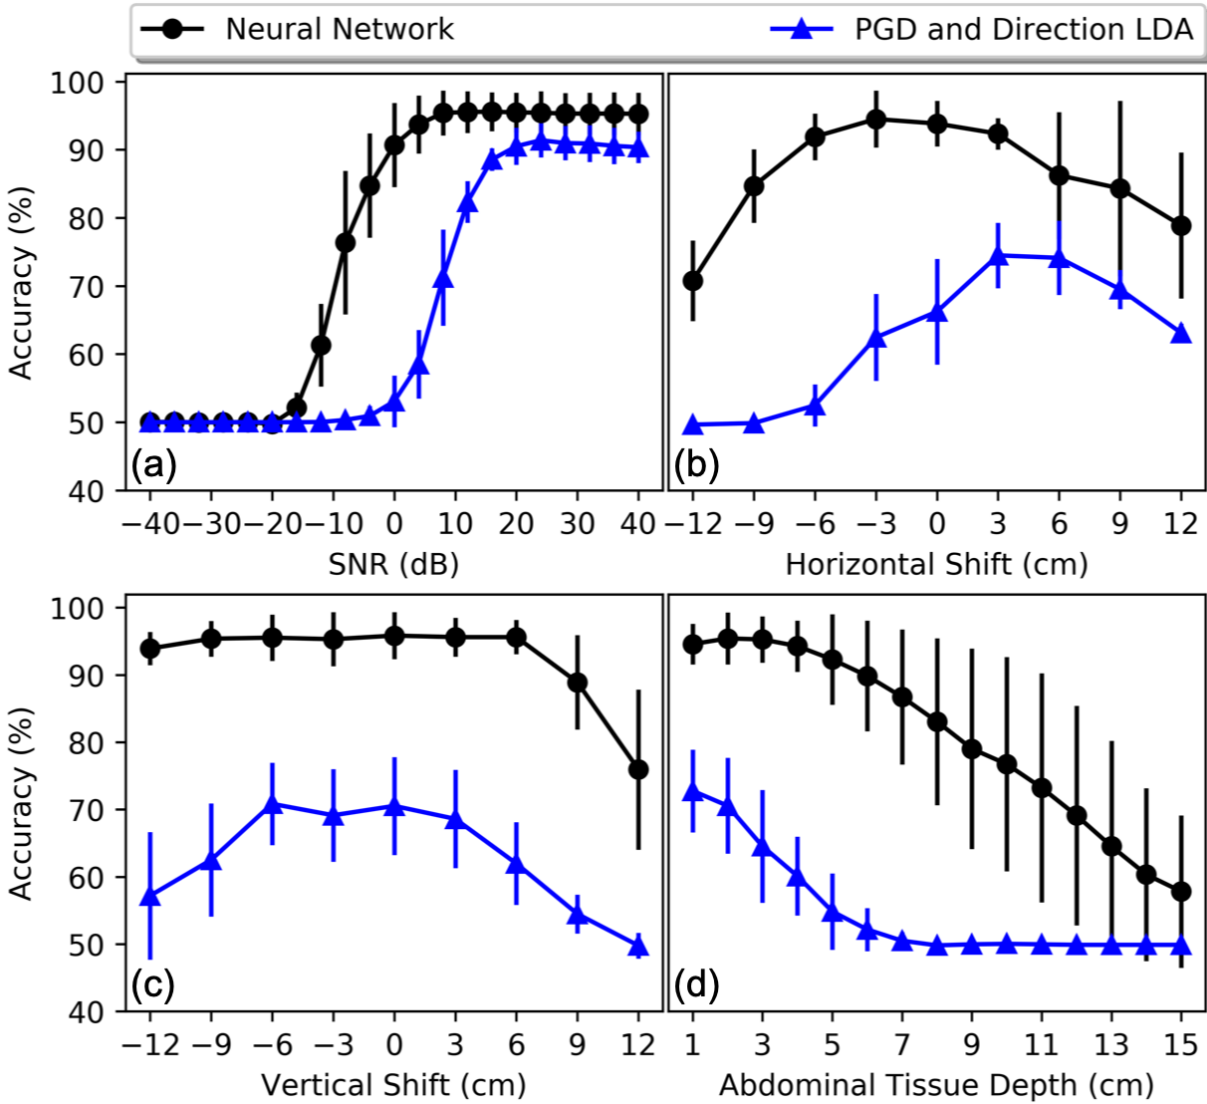 Neural Network PGD and Direction LDA
100
90
80
70
60
50
40
Accuracy (%)
(a)
−40 −30 −20 −10 0 10 20 30 40
SNR (dB)
(b)
−12 −9 −6 −3 0 3 6 9 12
Horizontal Shift (cm)
100
90
80
70
60
50
40
Accuracy (%)
(c)
−12 −9 −6 −3 0 3 6 9 12
Vertical Shift (cm)
(d)
1 3 5 7 9 11 13 15
Abdominal Tissue Depth (cm)